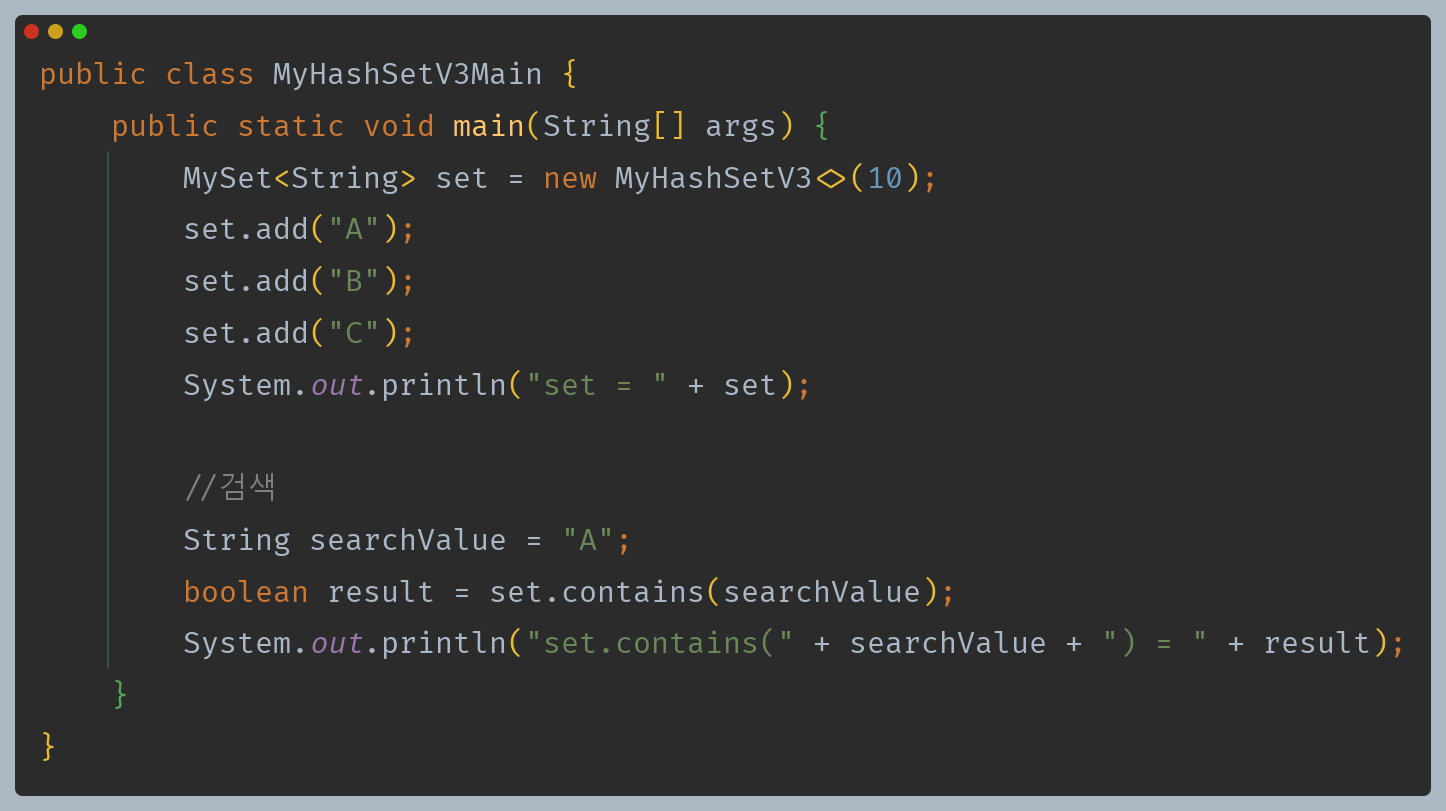 public class MyHashSetV3Main {
    public static void main(String[] args) {
        MySet<String> set = new MyHashSetV3<>(10);
        set.add("A");
        set.add("B");
        set.add("C");
        System.out.println("set = " + set);

        //검색
        String searchValue = "A";
        boolean result = set.contains(searchValue);
        System.out.println("set.contains(" + searchValue + ") = " + result);
    }
}